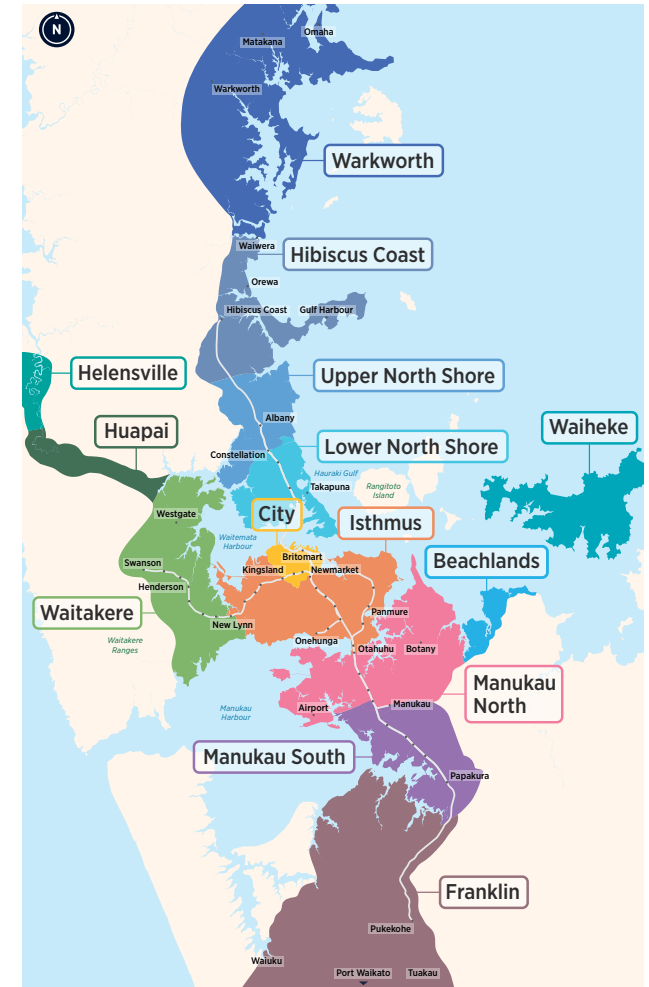 N
Omaha
Matakana
Warkworth
Warkworth
Waiwera
Hibiscus Coast
Orewa
Hibiscus Coast
Gulf Harbour
Helensville
Upper North Shore
Huapai
Albany
Waiheke
Lower North Shore
Constellation
Hauraki Gulf
Takapuna
Rangitoto
Island
Westgate
City
Isthmus
Waitemata
Harbour
Britomart
Swanson
Kingsland
Newmarket
Beachlands
Henderson
Waitakere
Panmure
New Lynn
Waitakere
Ranges
Onehunga
Otahuhu
Botany
Manukau
North
Airport
Manukau
Manukau
Harbour
Manukau South
Papakura
Franklin
Pukekohe
Waiuku
Port Waikato
Tuakau